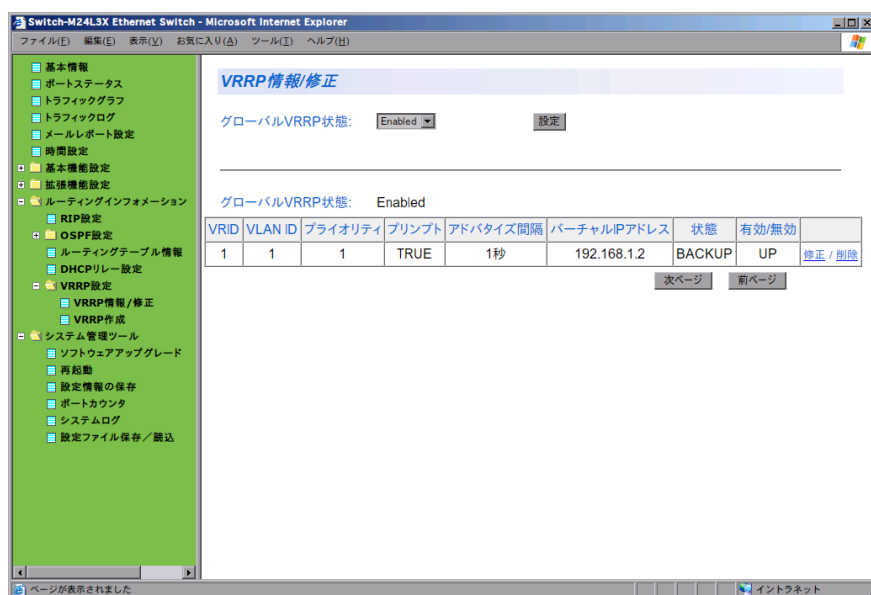 Switch-M24L3X Ethernet Switch - Microsoft Internet Explorer
ファイル(F) 編集(E) 表示(V) お気に入り(A) ツール(T) ヘルプ(H)
基本情報
ポートステータス
トラフィックグラフ
トラフィックログ
メールレポート設定
時間設定
基本機能設定
拡張機能設定
ルーティングインフォメーション
RIP設定
OSPF設定
ルーティングテーブル情報
DHCPリレー設定
VRRP設定
VRRP情報/修正
VRRP作成
システム管理ツール
ソフトウェアアップグレード
再起動
設定情報の保存
ポートカウンタ
システムログ
設定ファイル保存／読込
VRRP情報/修正
グローバルVRRP状態: Enabled 設定
グローバルVRRP状態: Enabled
VRID VLAN ID プライオリティ プリンプト アドバタイズ間隔 バーチャルIPアドレス 状態 有効/無効
1 1 1 TRUE 1秒 192.168.1.2 BACKUP UP 修正 / 削除
次ページ 前ページ
ページが表示されました イントラネット